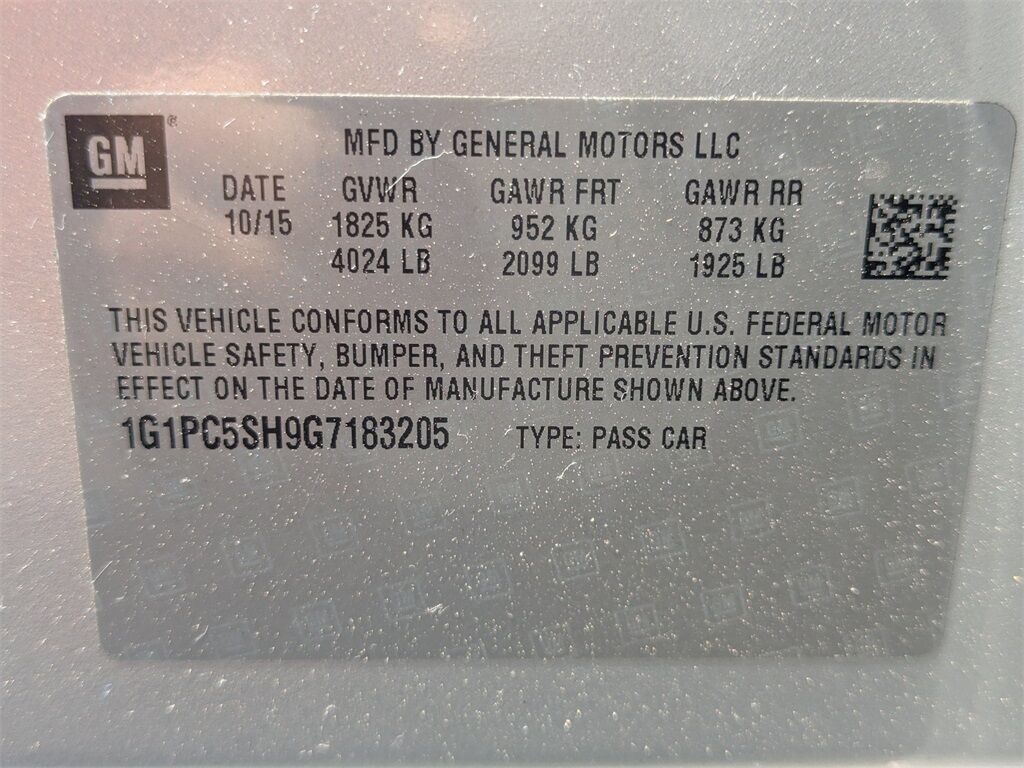 GM®
MFD BY GENERAL MOTORS LLC
DATE GVWR GAWR FRT GAWR RR
10/15 1825 KG 952 KG 873 KG
4024 LB 2099 LB 1925 LB
THIS VEHICLE CONFORMS TO ALL APPLICABLE U.S. FEDERAL MOTOR
VEHICLE SAFETY, BUMPER, AND THEFT PREVENTION STANDARDS IN
EFFECT ON THE DATE OF MANUFACTURE SHOWN ABOVE.
1G1PC5SH9G7183205 TYPE: PASS CAR